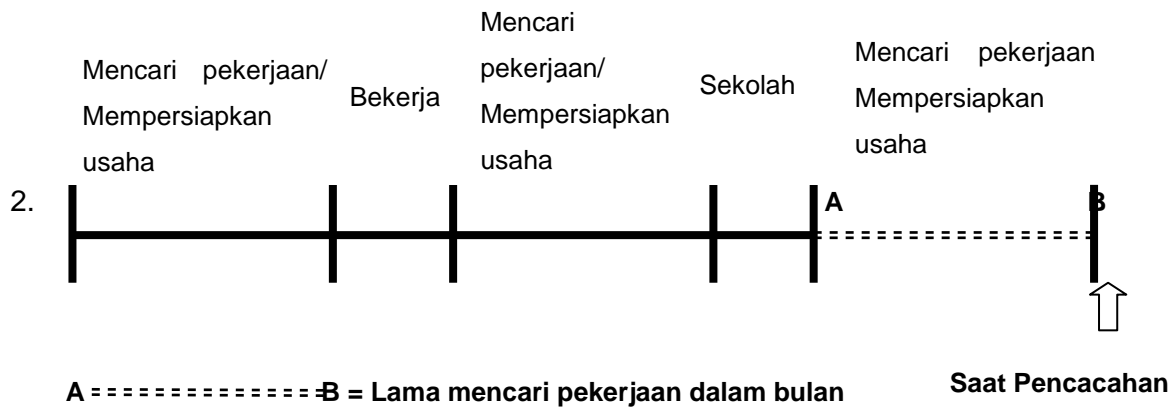 Mencari pekerjaan/
Mempersiapkan
usaha
Bekerja
Mencari
pekerjaan/
Mempersiapkan
usaha
Sekolah
Mencari pekerjaan
Mempersiapkan
usaha
2.
A
B
A ============B = Lama mencari pekerjaan dalam bulan
Saat Pencacahan